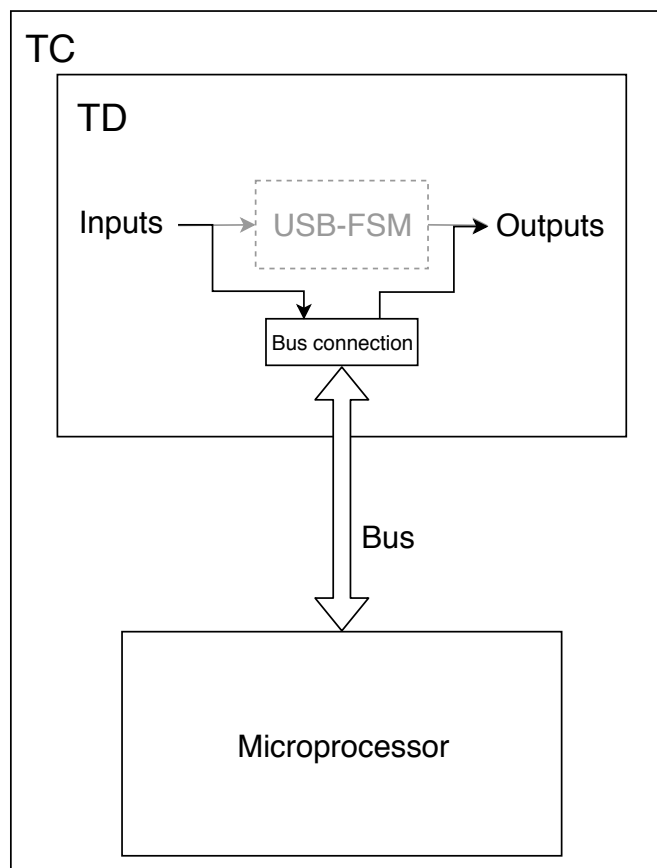 TC
TD
Inputs
USB-FSM
Outputs
Bus connection
Bus
Microprocessor